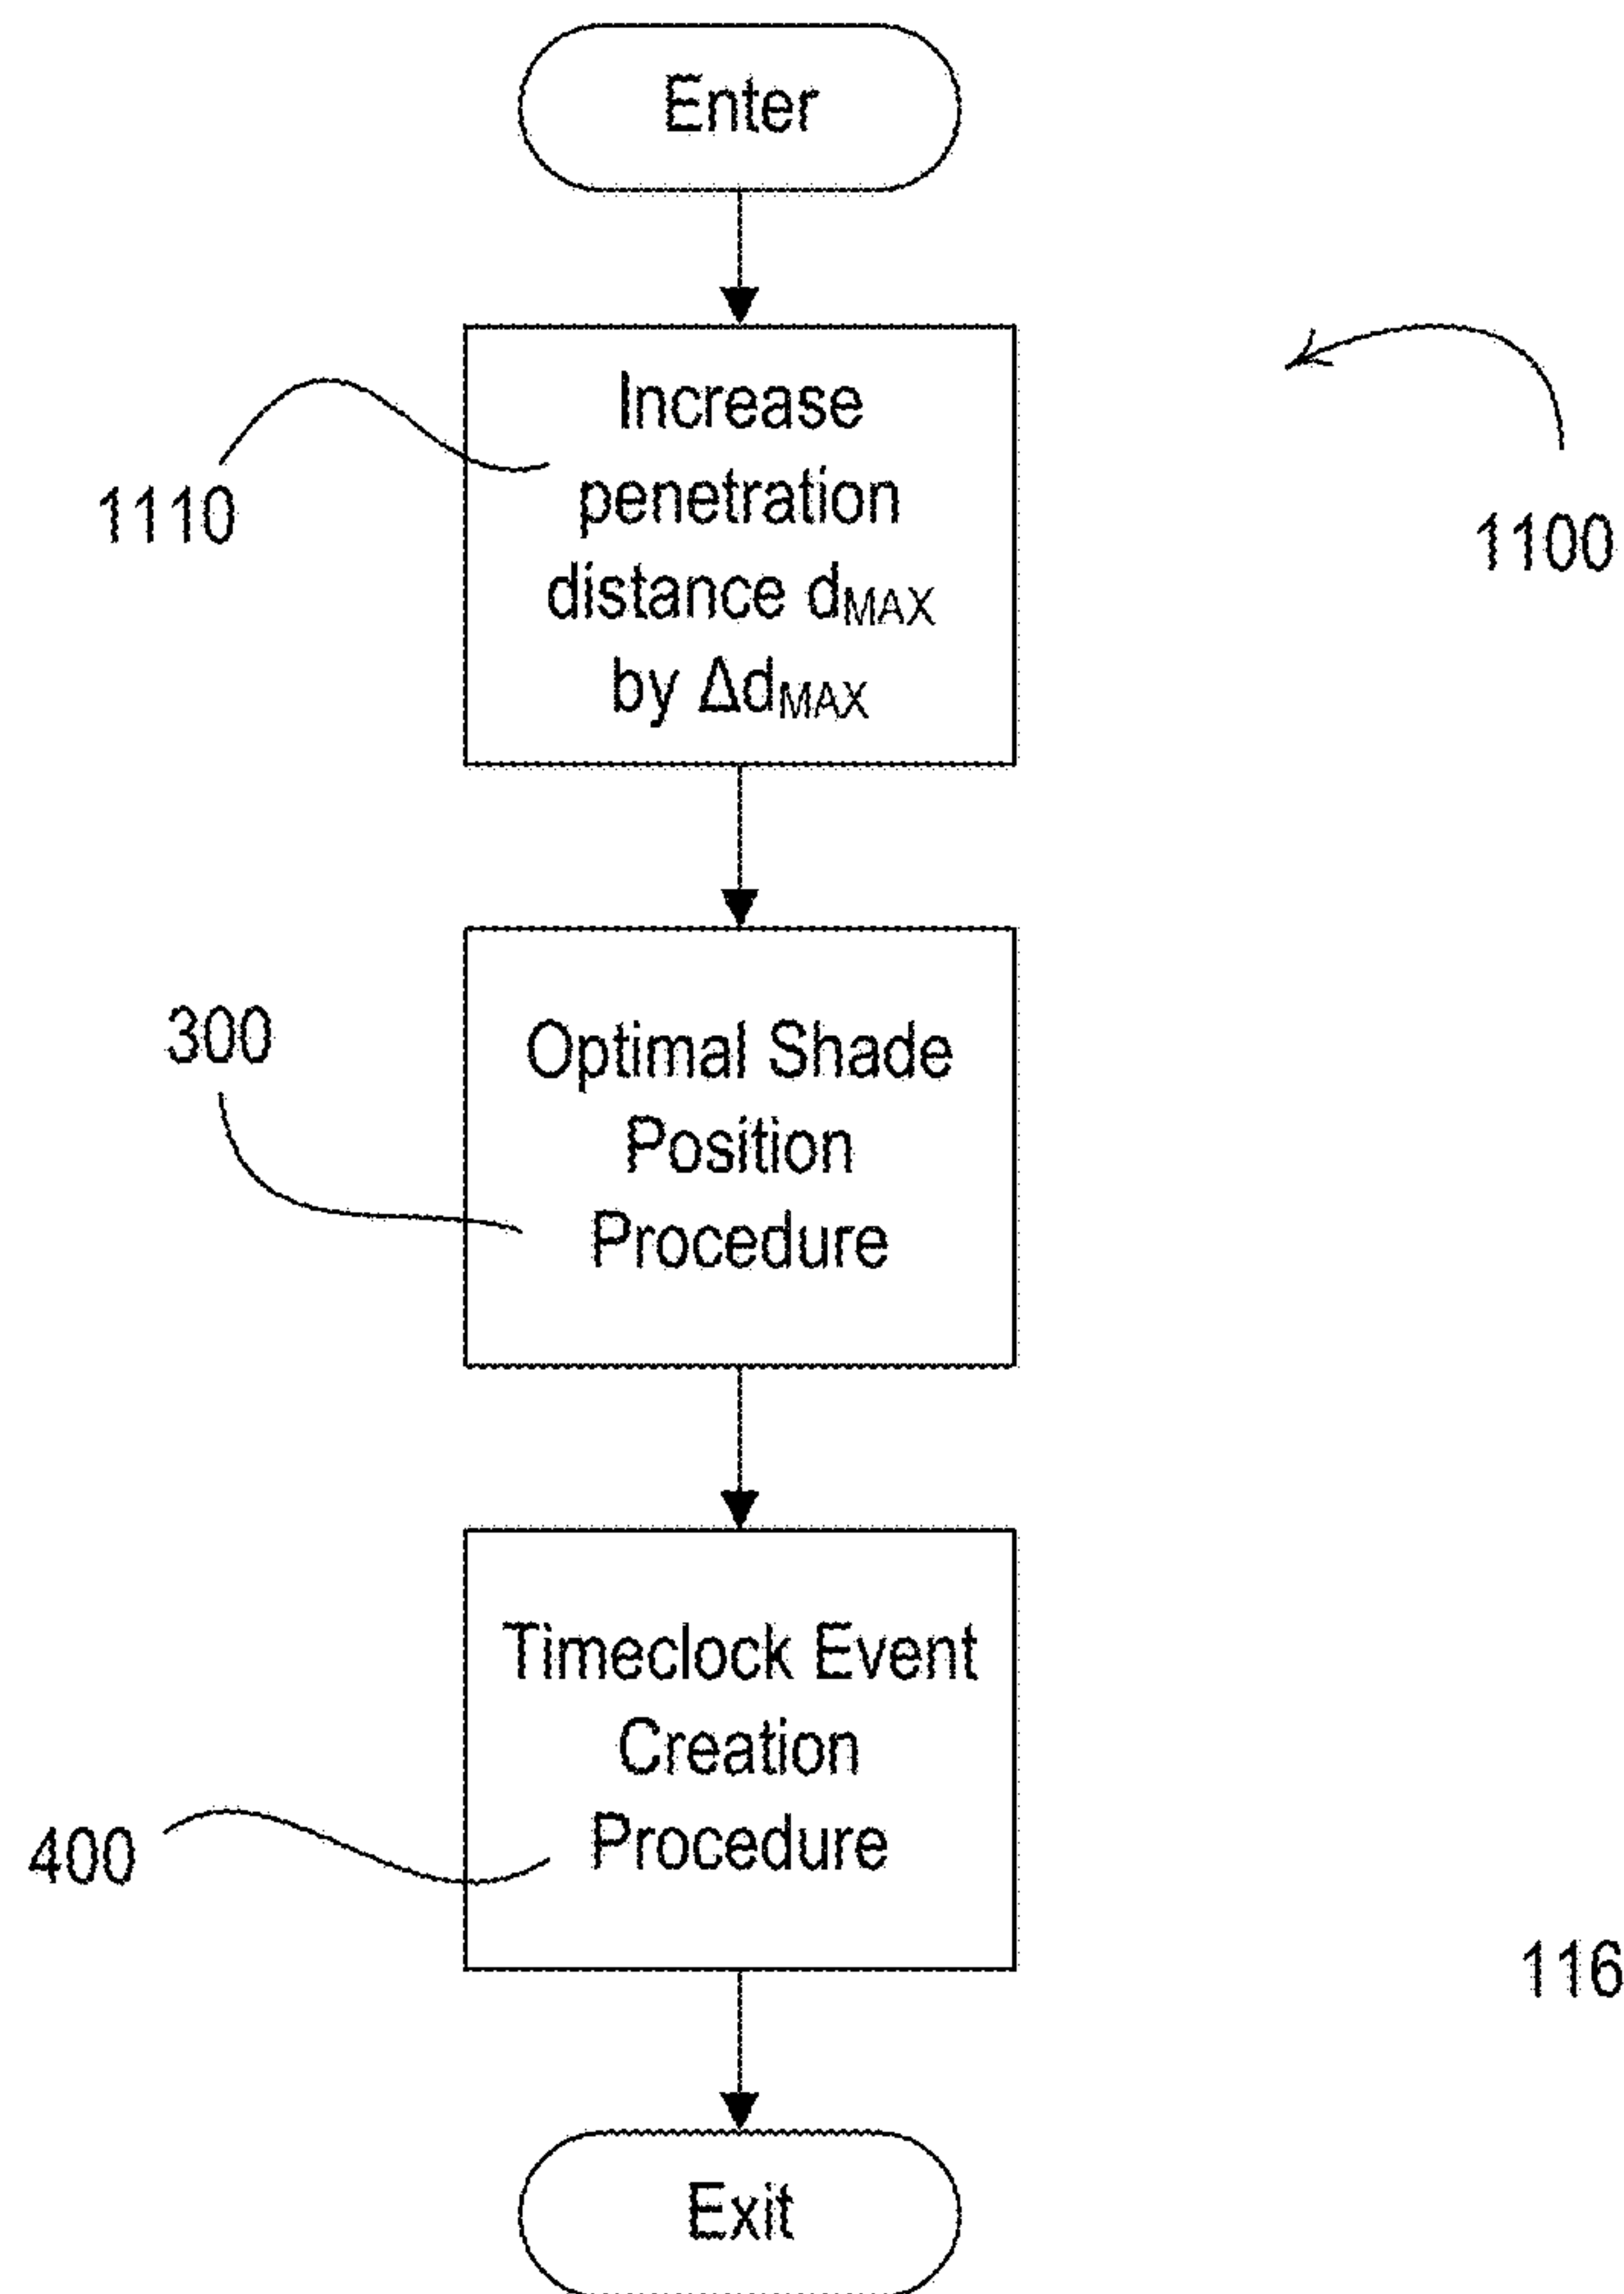 Enter
Increase
penetration
distance dMAX
by ΔdMAX
1110
1100
Optimal Shade
Position
Procedure
300
Timeclock Event
Creation
Procedure
400
116
Exit